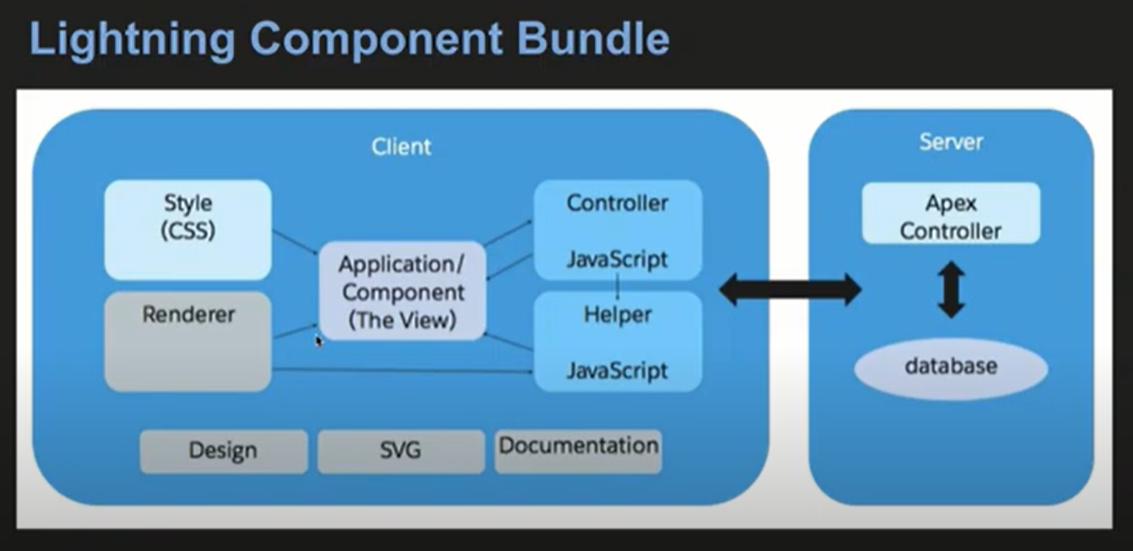 Lightning Component Bundle
Client
Style
(CSS)
Renderer
Application/
Component
(The View)
Controller
JavaScript
Helper
JavaScript
Design
SVG
Documentation
Server
Apex
Controller
database